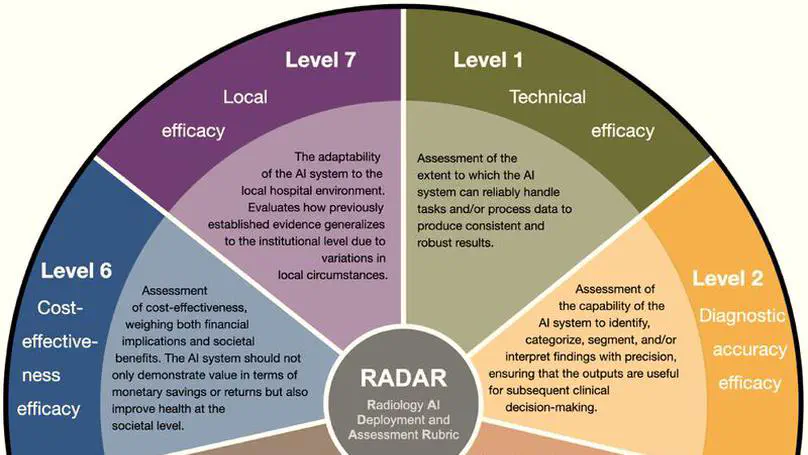 Level 7
Local
efficacy
The adaptability
of the AI system to the
local hospital environment.
Evaluates how previously
established evidence generalizes
to the institutional level due to
variations in
local circumstances.
Level 1
Technical
efficacy
Assessment of the
extent to which the AI
system can reliably handle
tasks and/or process data to
produce consistent and
robust results.
Level 2
Diagnostic
accuracy
efficacy
Assessment of
the capability of the
AI system to identify,
categorize, segment, and/or
interpret findings with precision,
ensuring that the outputs are useful
for subsequent clinical
decision-making.
Level 6
Cost-
effective-
ness
efficacy
Assessment
of cost-effectiveness,
weighing both financial
implications and societal
benefits. The AI system should not
only demonstrate value in terms of
monetary savings or returns but also
improve health at the
societal level.
RADAR
Radiology AI
Deployment and
Assessment Rubric